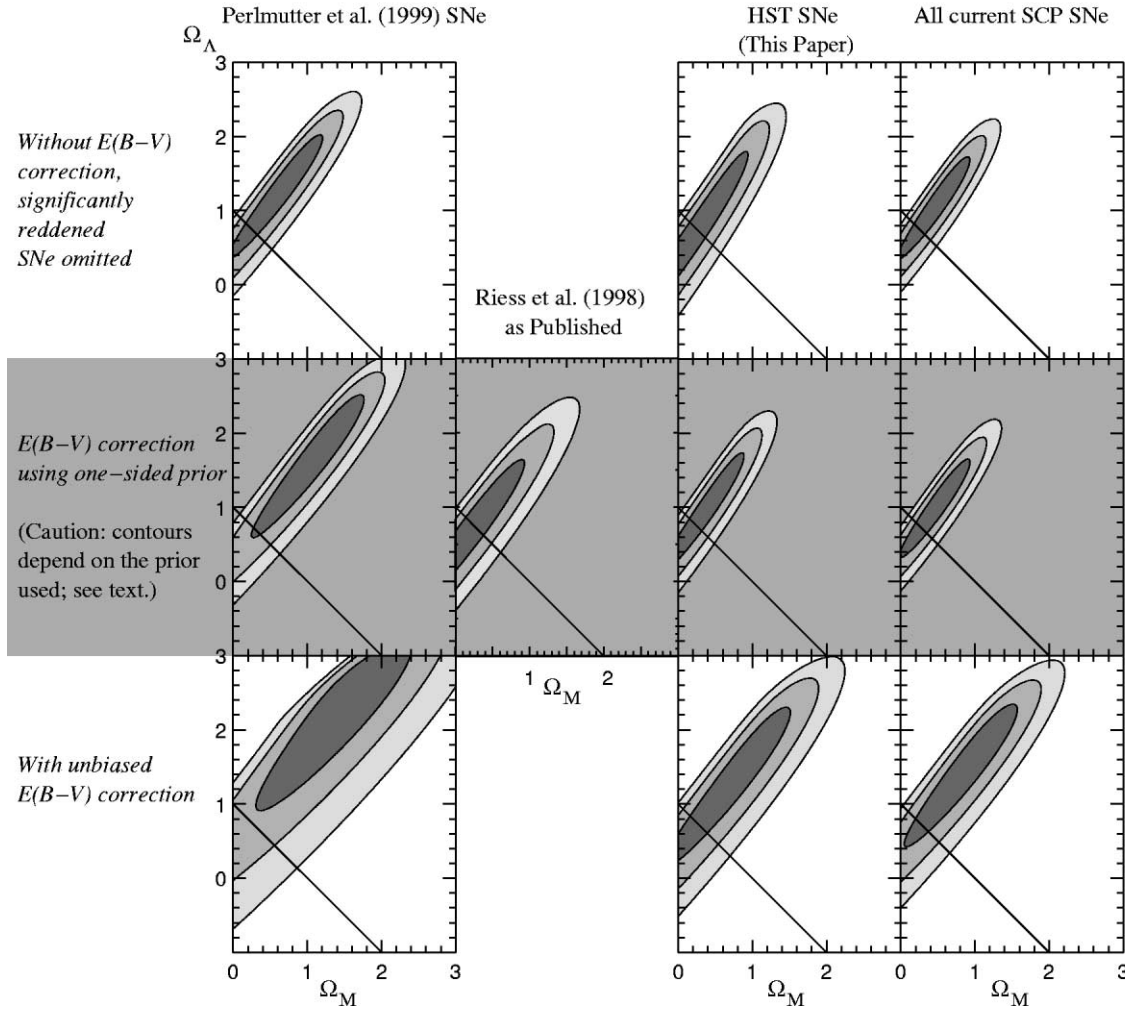 Perlmutter et al. (1999) SNe
HST SNe
(This Paper)
All current SCP SNe
Ω_Λ
3
2
1
0
Without E(B−V)
correction,
significantly
reddened
SNe omitted
Riess et al. (1998)
as Published
3
2
1
0
E(B−V) correction
using one−sided prior
(Caution: contours
depend on the prior
used; see text.)
3
2
1
0
1 2
Ω_M
With unbiased
E(B−V) correction
0 1 2 3
Ω_M
0 1 2
Ω_M
0 1 2 3
Ω_M